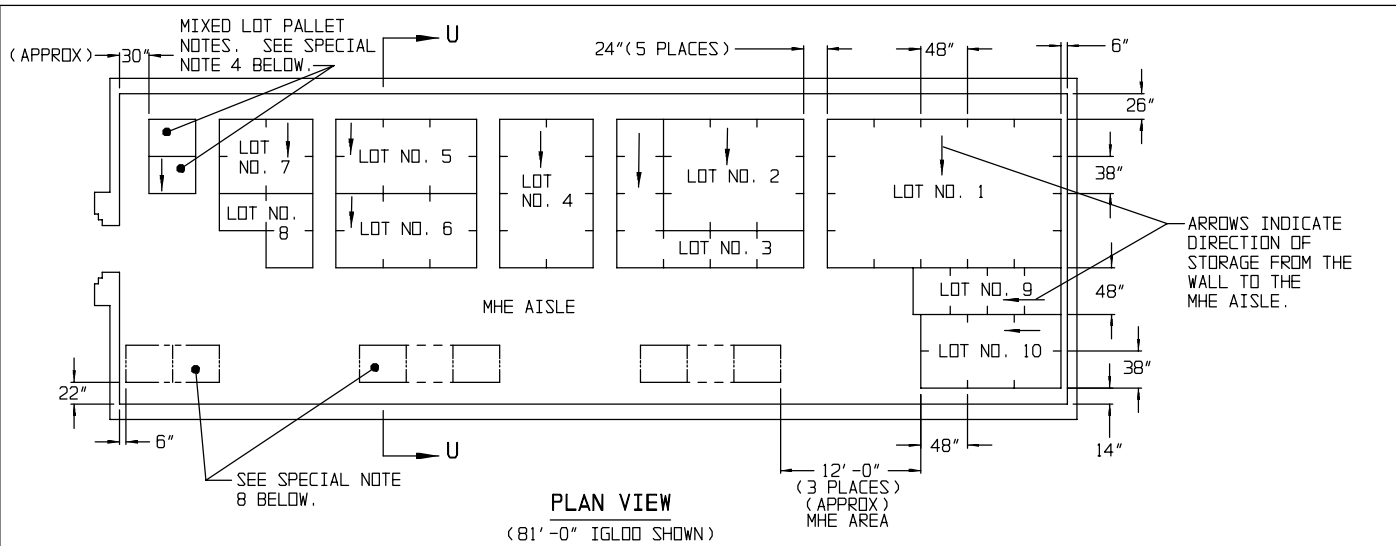 MIXED LOT PALLET
NOTES. SEE SPECIAL
NOTE 4 BELOW.
(APPROX)
30"
U
24"(5 PLACES)
48"
6"
26"
LOT
NO. 7
LOT NO. 5
LOT
NO. 4
LOT NO. 2
LOT NO. 1
38"
LOT NO.
8
LOT NO. 6
LOT NO. 3
ARROWS INDICATE
DIRECTION OF
STORAGE FROM THE
WALL TO THE
MHE AISLE.
MHE AISLE
LOT NO. 9
48"
LOT NO. 10
38"
22"
6"
U
48"
14"
SEE SPECIAL NOTE
8 BELOW.
12'-0"
(3 PLACES)
(APPROX)
MHE AREA
PLAN VIEW
(81'-0" IGLOO SHOWN)